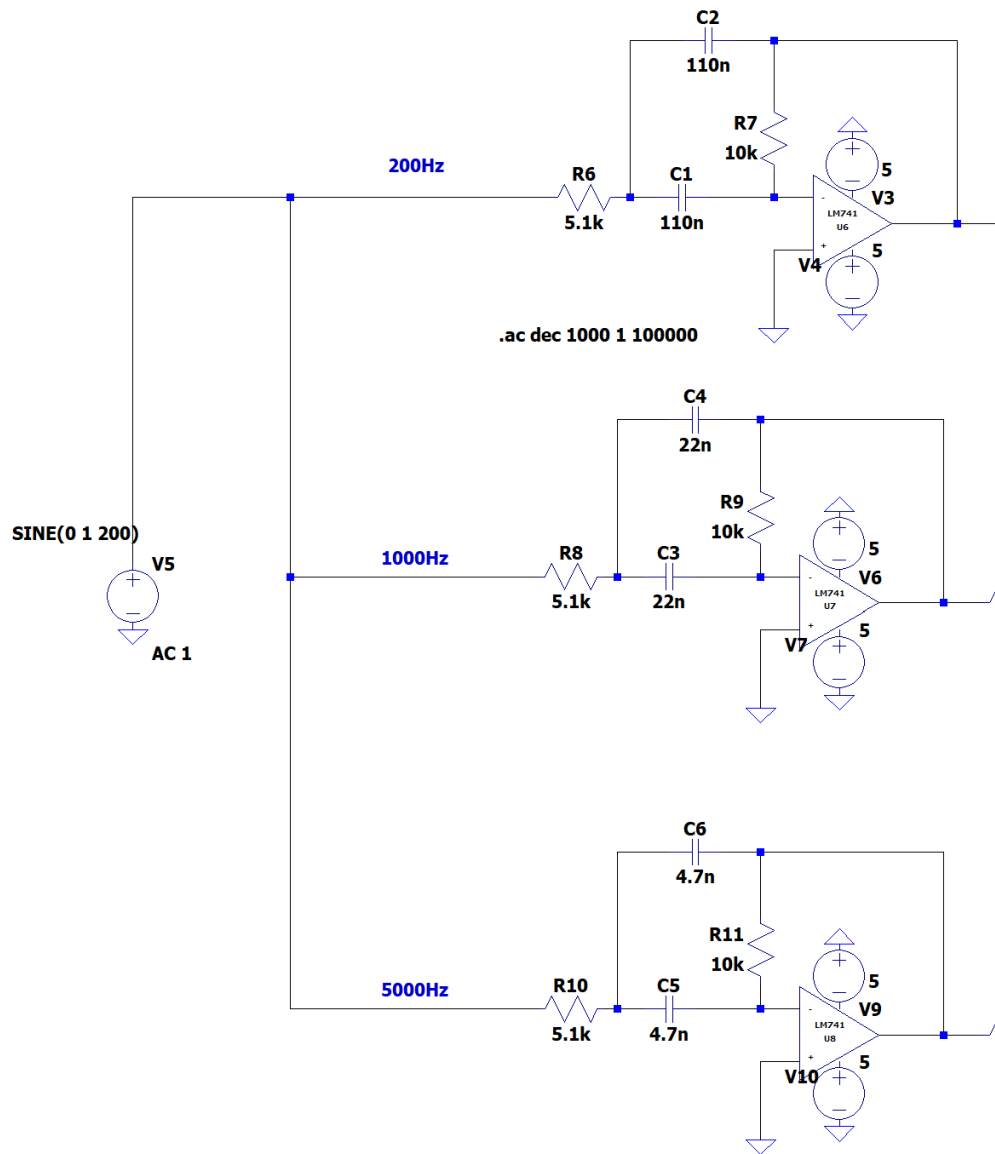 C2
110n
R7
10k
200Hz
R6
5.1k
C1
110n
+
-
5
V3
LM741
U6
-
+
V4
5
.ac dec 1000 1 100000
C4
22n
R9
10k
SINE(0 1 200)
V5
AC 1
1000Hz
R8
5.1k
C3
22n
5
V6
LM741
U7
-
+
V7
5
C6
4.7n
R11
10k
5000Hz
R10
5.1k
C5
4.7n
5
V9
LM741
U8
-
+
V10
5